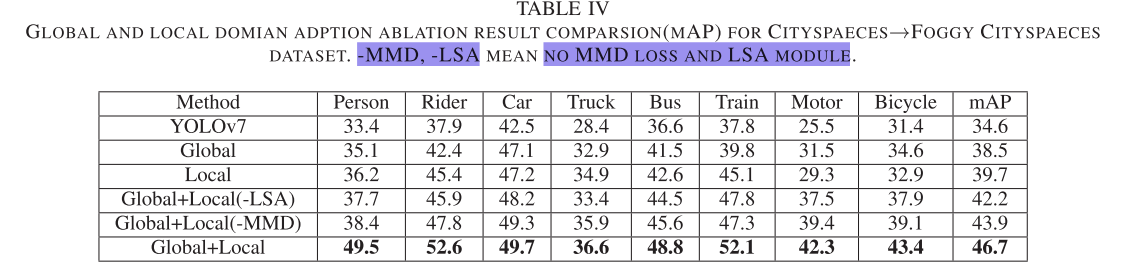 TABLE IV
GLOBAL AND LOCAL DOMIAN ADPTION ABLATION RESULT COMPARSION(MAP) FOR CITYSPAECES→FOGGY CITYSPAECES
DATASET. -MMD, -LSA MEAN NO MMD LOSS AND LSA MODULE.
Method Person Rider Car Truck Bus Train Motor Bicycle mAP
YOLOv7 33.4 37.9 42.5 28.4 36.6 37.8 25.5 31.4 34.6
Global 35.1 42.4 47.1 32.9 41.5 39.8 31.5 34.6 38.5
Local 36.2 45.4 47.2 34.9 42.6 45.1 29.3 32.9 39.7
Global+Local(-LSA) 37.7 45.9 48.2 33.4 44.5 47.8 37.5 37.9 42.2
Global+Local(-MMD) 38.4 47.8 49.3 35.9 45.6 47.3 39.4 39.1 43.9
Global+Local 49.5 52.6 49.7 36.6 48.8 52.1 42.3 43.4 46.7